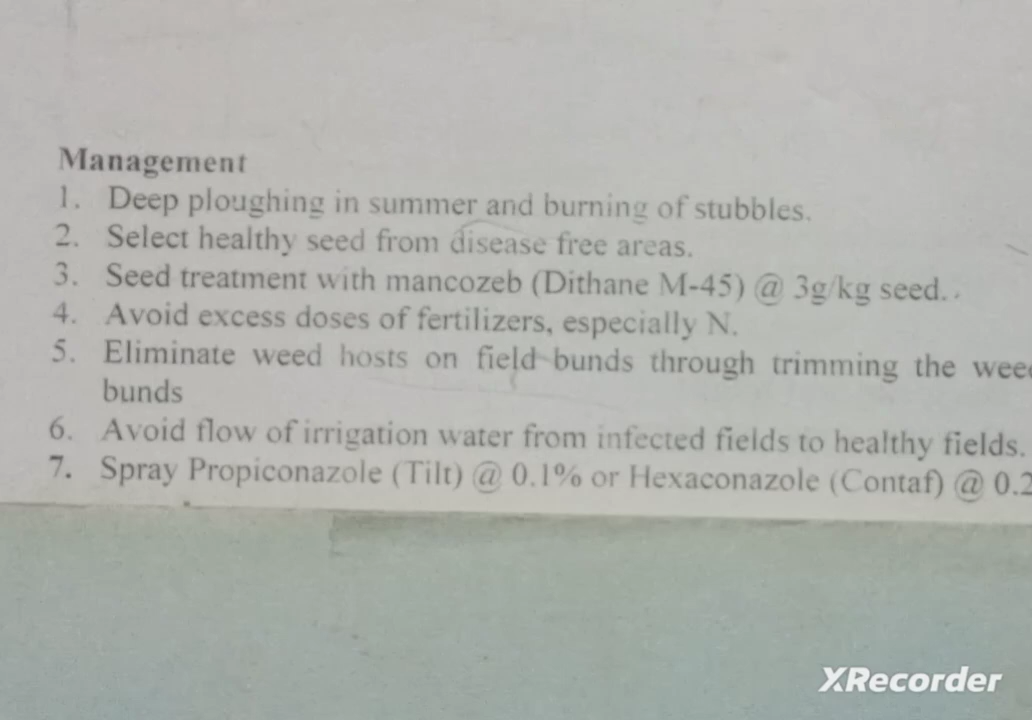 Management
1. Deep ploughing in summer and burning of stubbles.
2. Select healthy seed from disease free areas.
3. Seed treatment with mancozeb (Dithane M-45) @ 3g/kg seed.
4. Avoid excess doses of fertilizers, especially N.
5. Eliminate weed hosts on field bunds through trimming the
bunds
6. Avoid flow of irrigation water from infected fields to healthy fields.
7. Spray Propiconazole (Tilt) @ 0.1% or Hexaconazole (Contaf) @ 0.2
XRecorder